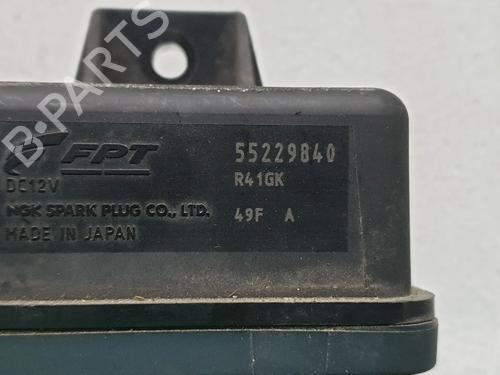 B-PARTS
FPT
55229840
DC12V
R41GK
NGK SPARK PLUG CO., LTD.
49F A
MADE IN JAPAN